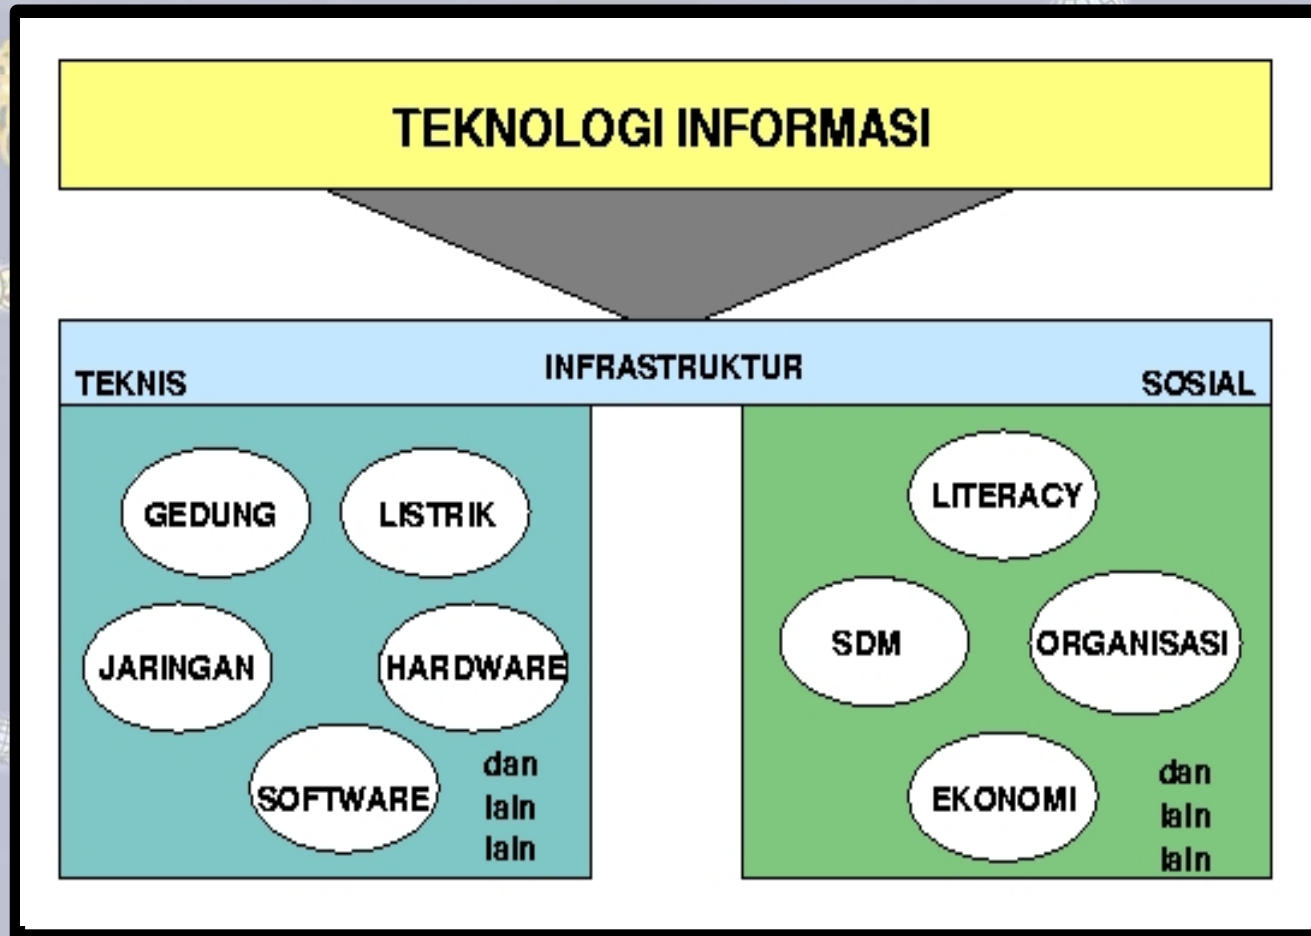 TEKNOLOGI INFORMASI
INFRASTRUKTUR
TEKNIS
SOSIAL
GEDUNG
LISTRIK
JARINGAN
HARDWARE
SOFTWARE
dan
lain
lain
LITERACY
SDM
ORGANISASI
EKONOMI
dan
lain
lain